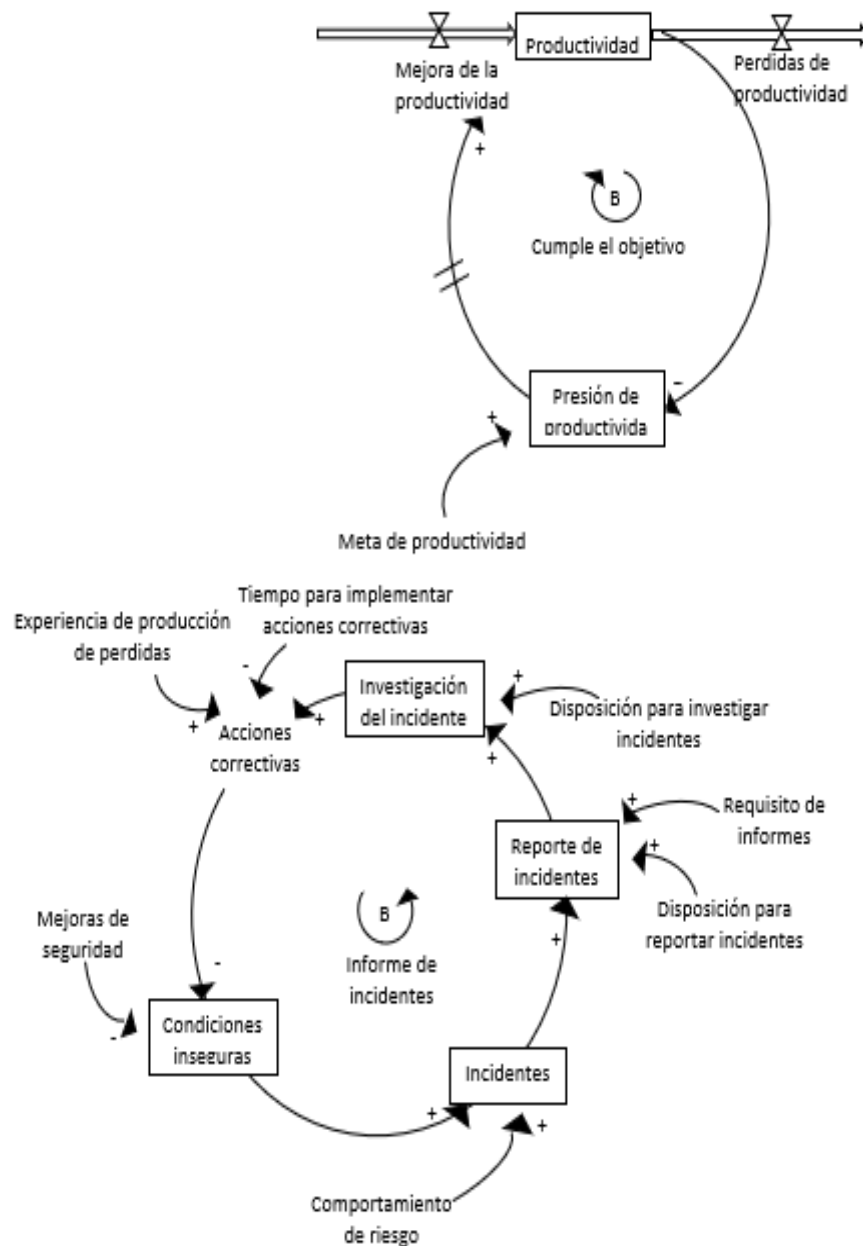 Productividad
Mejora de la
productividad
Perdidas de
productividad
+
B
Cumple el objetivo
-
Presión de
productivida
+
Meta de productividad
Tiempo para implementar
acciones correctivas
Experiencia de producción
de perdidas
-
+
Acciones
correctivas
+
Investigación
del incidente
+
Disposición para investigar
incidentes
+
+
Requisito de
informes
Reporte de
incidentes
+
Disposición para
reportar incidentes
+
B
Informe de
incidentes
Mejoras de
seguridad
-
-
Condiciones
inseguras
Incidentes
+
+
Comportamiento
de riesgo